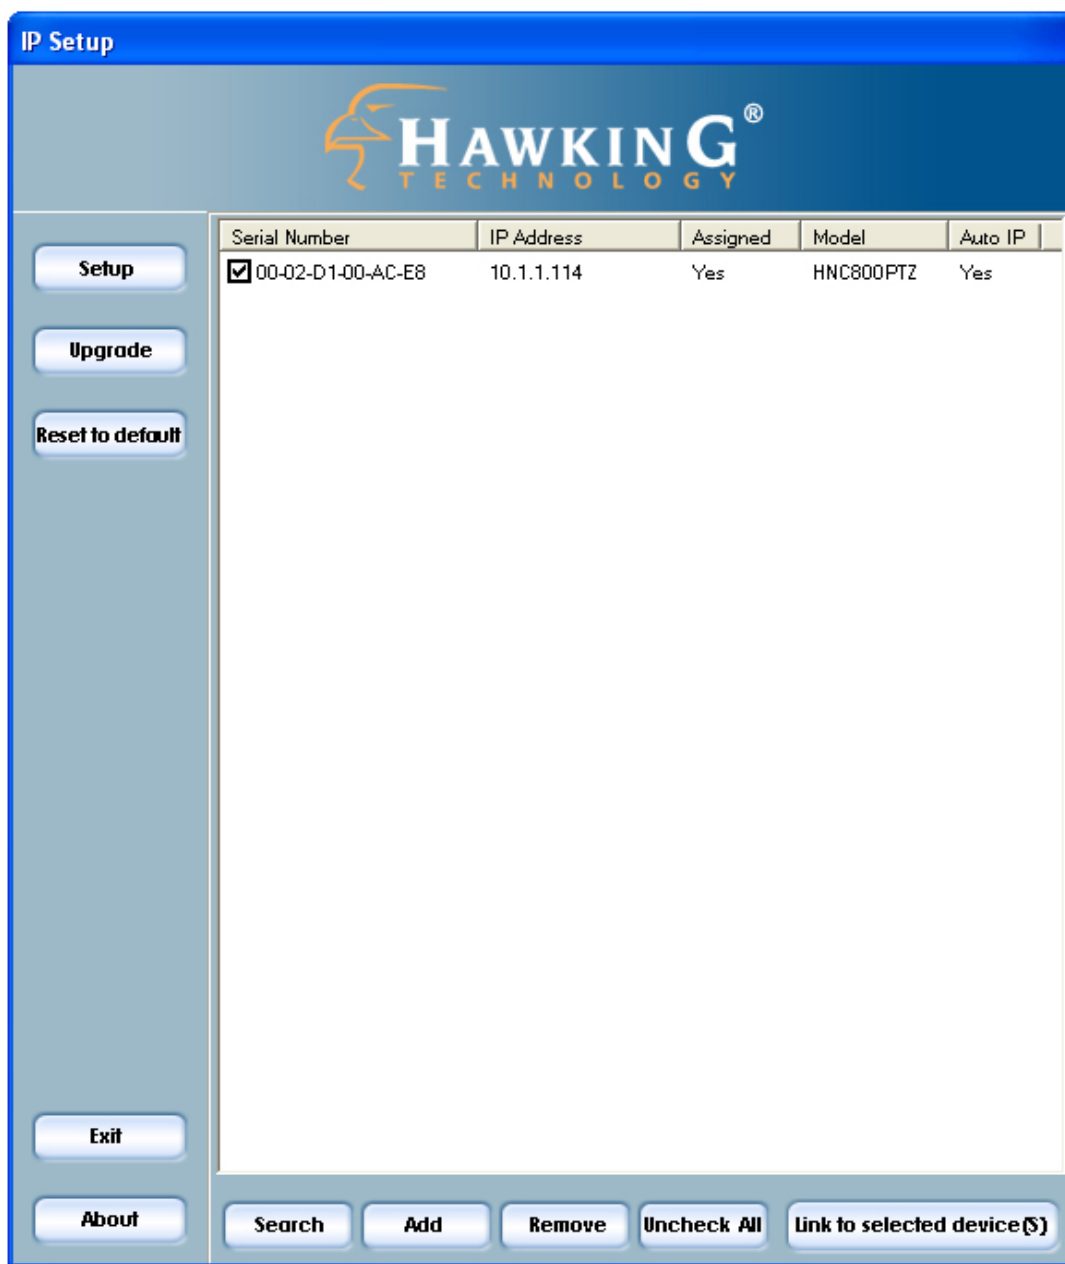 IP Setup
HAWKING®
TECHNOLOGY
Serial Number IP Address Assigned Model Auto IP
00-02-D1-00-AC-E8 10.1.1.114 Yes HNC800PTZ Yes
Setup
Upgrade
Reset to default
Exit
About
Search Add Remove Uncheck All Link to selected device(S)